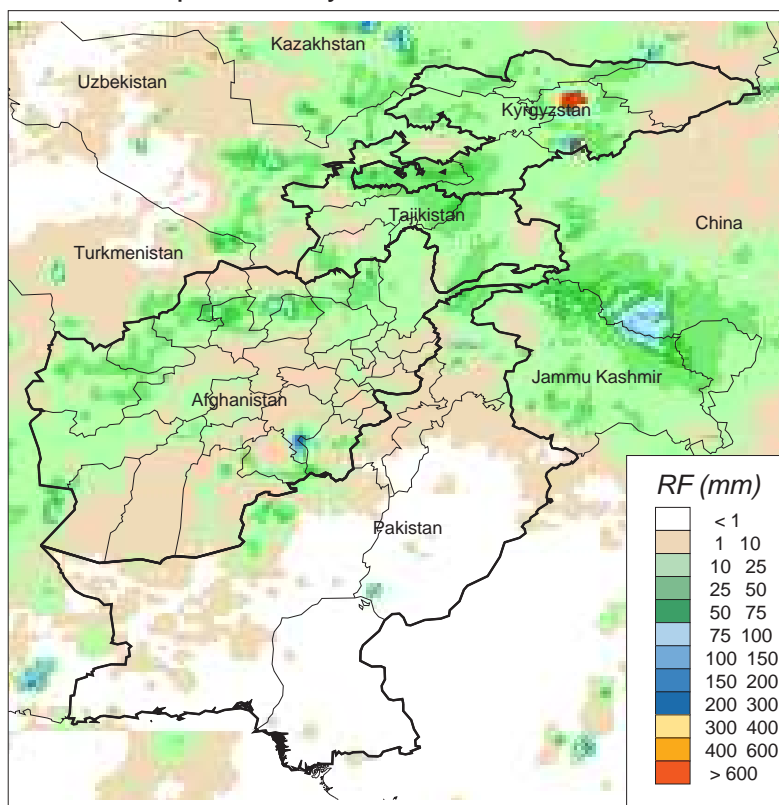 Kazakhstan
Uzbekistan
Kyrgyzstan
Tajikistan
China
Turkmenistan
Jammu Kashmir
Afghanistan
Pakistan
RF (mm)
< 1
1 10
10 25
25 50
50 75
75 100
100 150
150 200
200 300
300 400
400 600
> 600